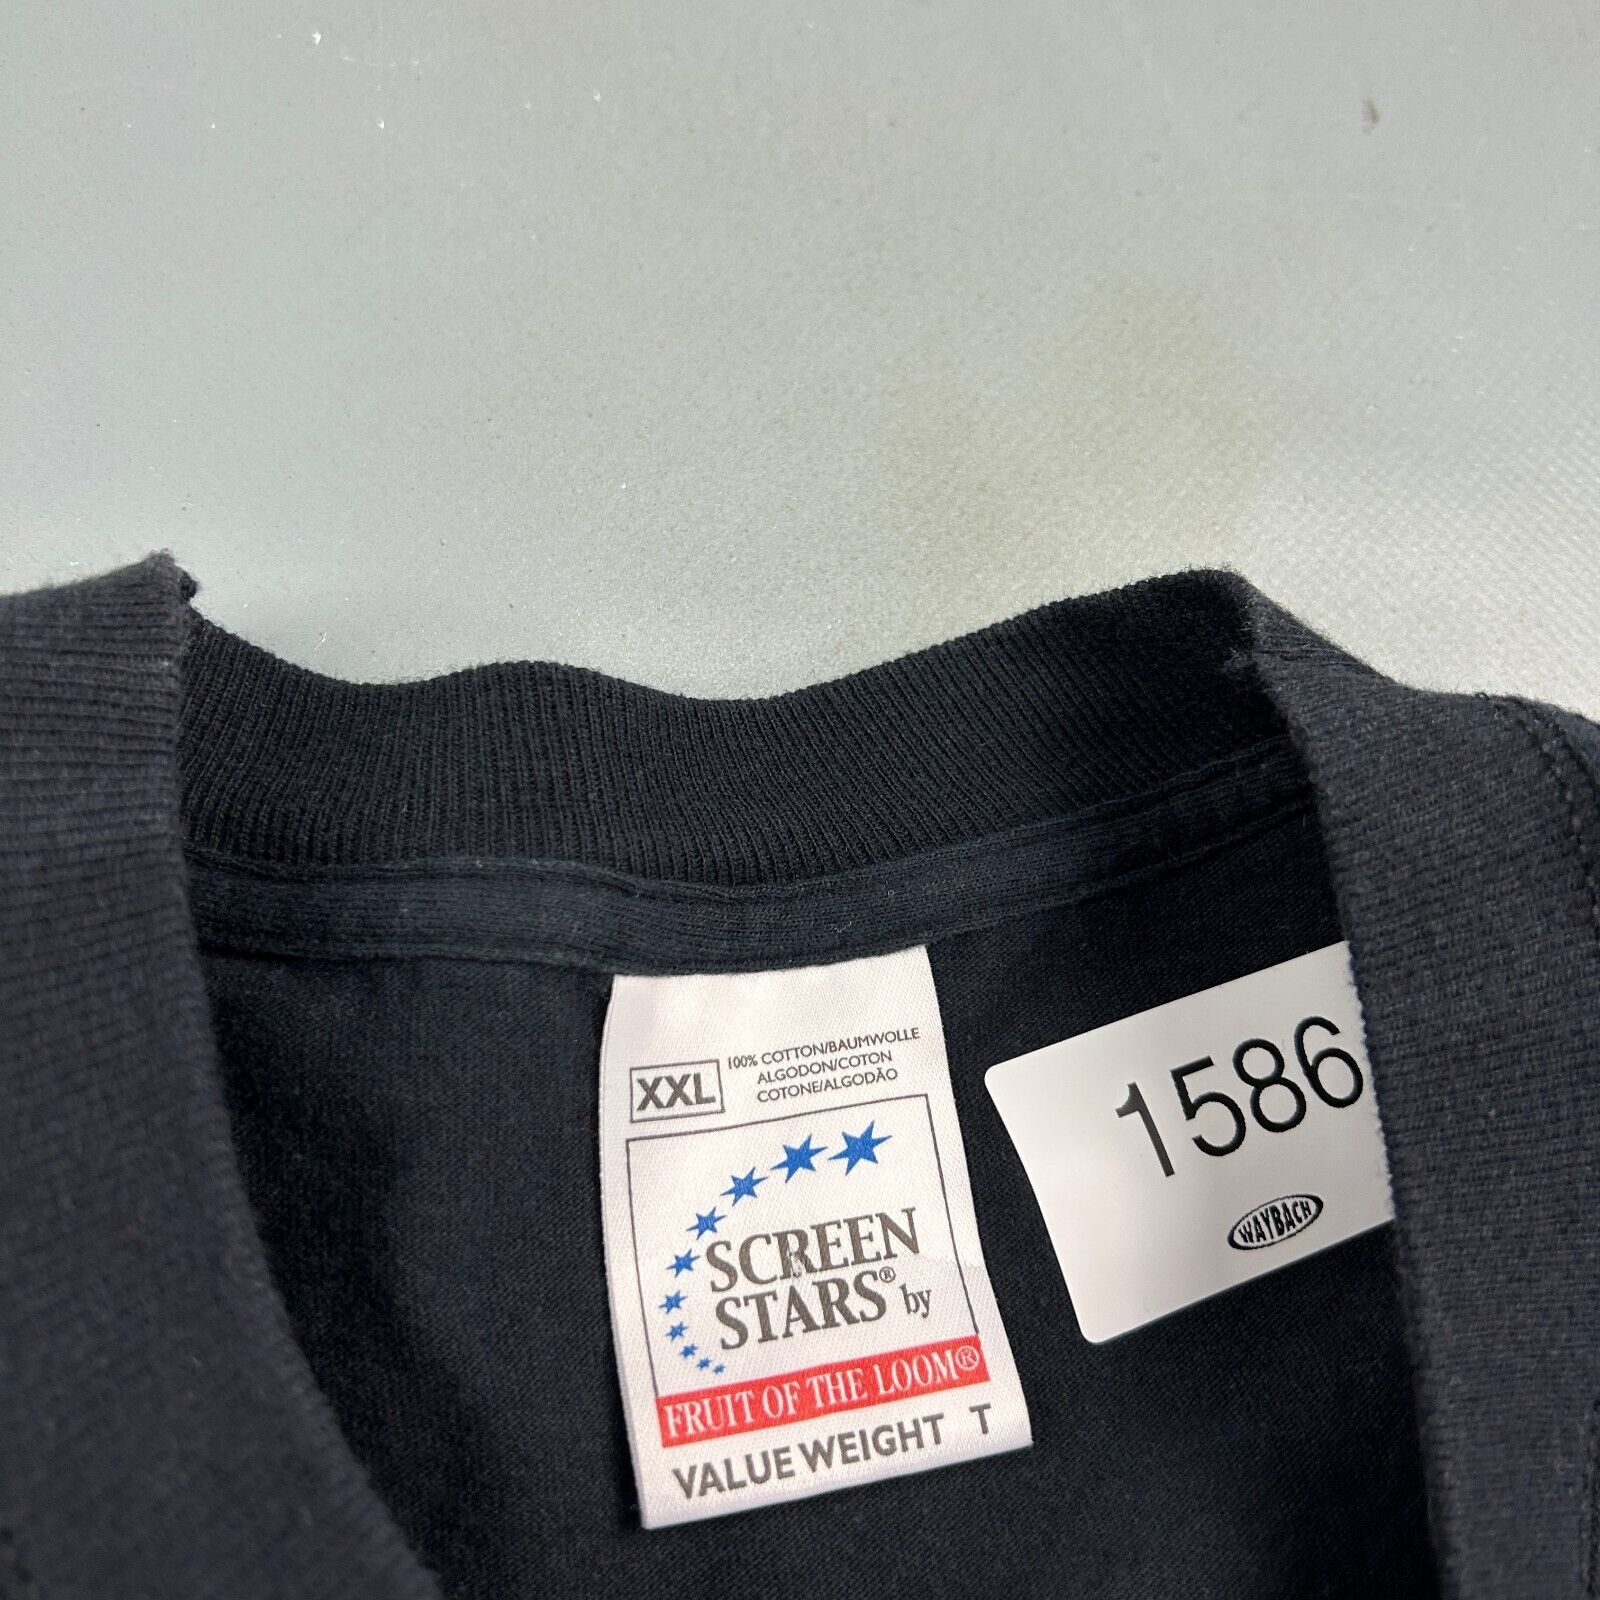 XXL
100% COTTON/BAUMWOLLE
ALGODON/COTON
COTONE/ALGODÃO
SCREEN
STARS® by
FRUIT OF THE LOOM®
VALUE WEIGHT T
1586
WAYBACH